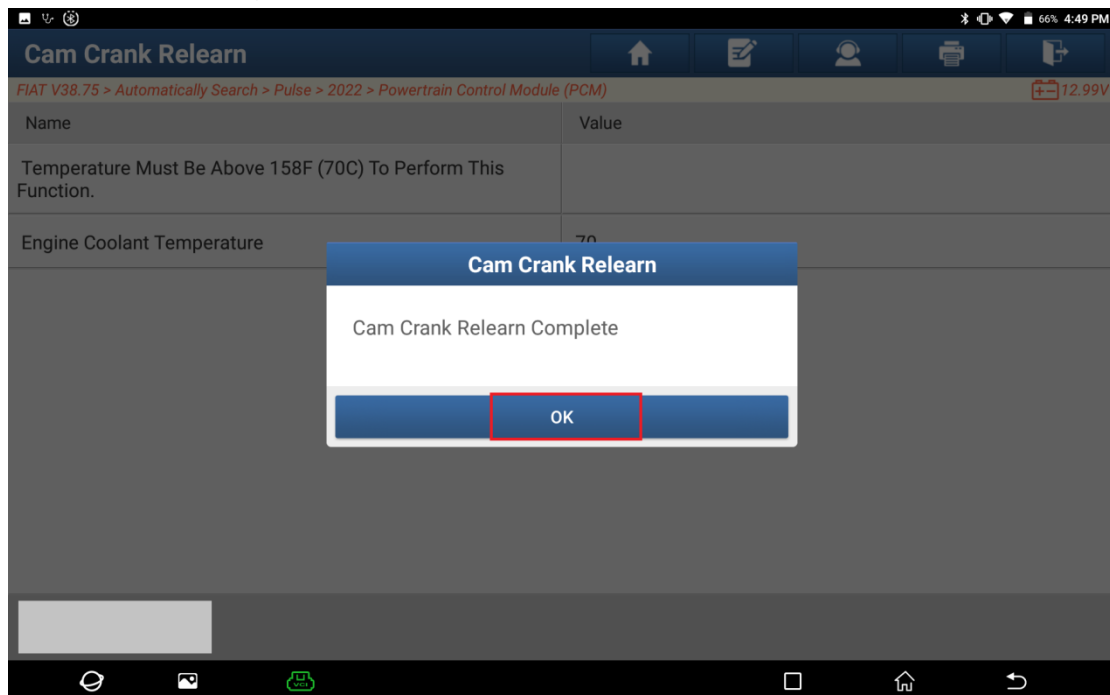 66% 4:49 PM
Cam Crank Relearn
FIAT V38.75 > Automatically Search > Pulse > 2022 > Powertrain Control Module (PCM)
12.99V
Name
Value
Temperature Must Be Above 158F (70C) To Perform This
Function.
Engine Coolant Temperature
70
Cam Crank Relearn
Cam Crank Relearn Complete
OK
VCI